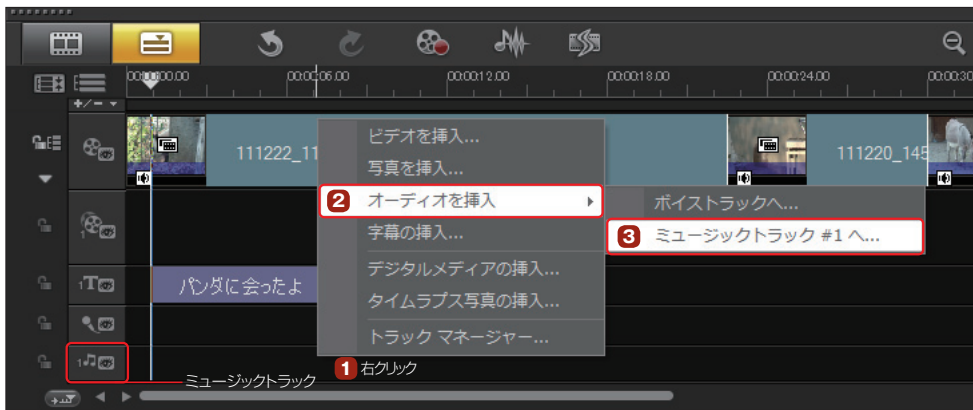 00:00:00.00 00:00:06.00 00:00:12.00 00:00:18.00 00:00:24.00 00:00:30
+/-
111222_11
111220_145
ビデオを挿入...
写真を挿入...
2 オーディオを挿入
ボイストラックへ...
3 ミュージックトラック #1 へ...
字幕の挿入...
デジタルメディアの挿入...
タイムラプス写真の挿入...
トラック マネージャー...
1
1T
パンダに会ったよ
1
1 右クリック
ミュージックトラック